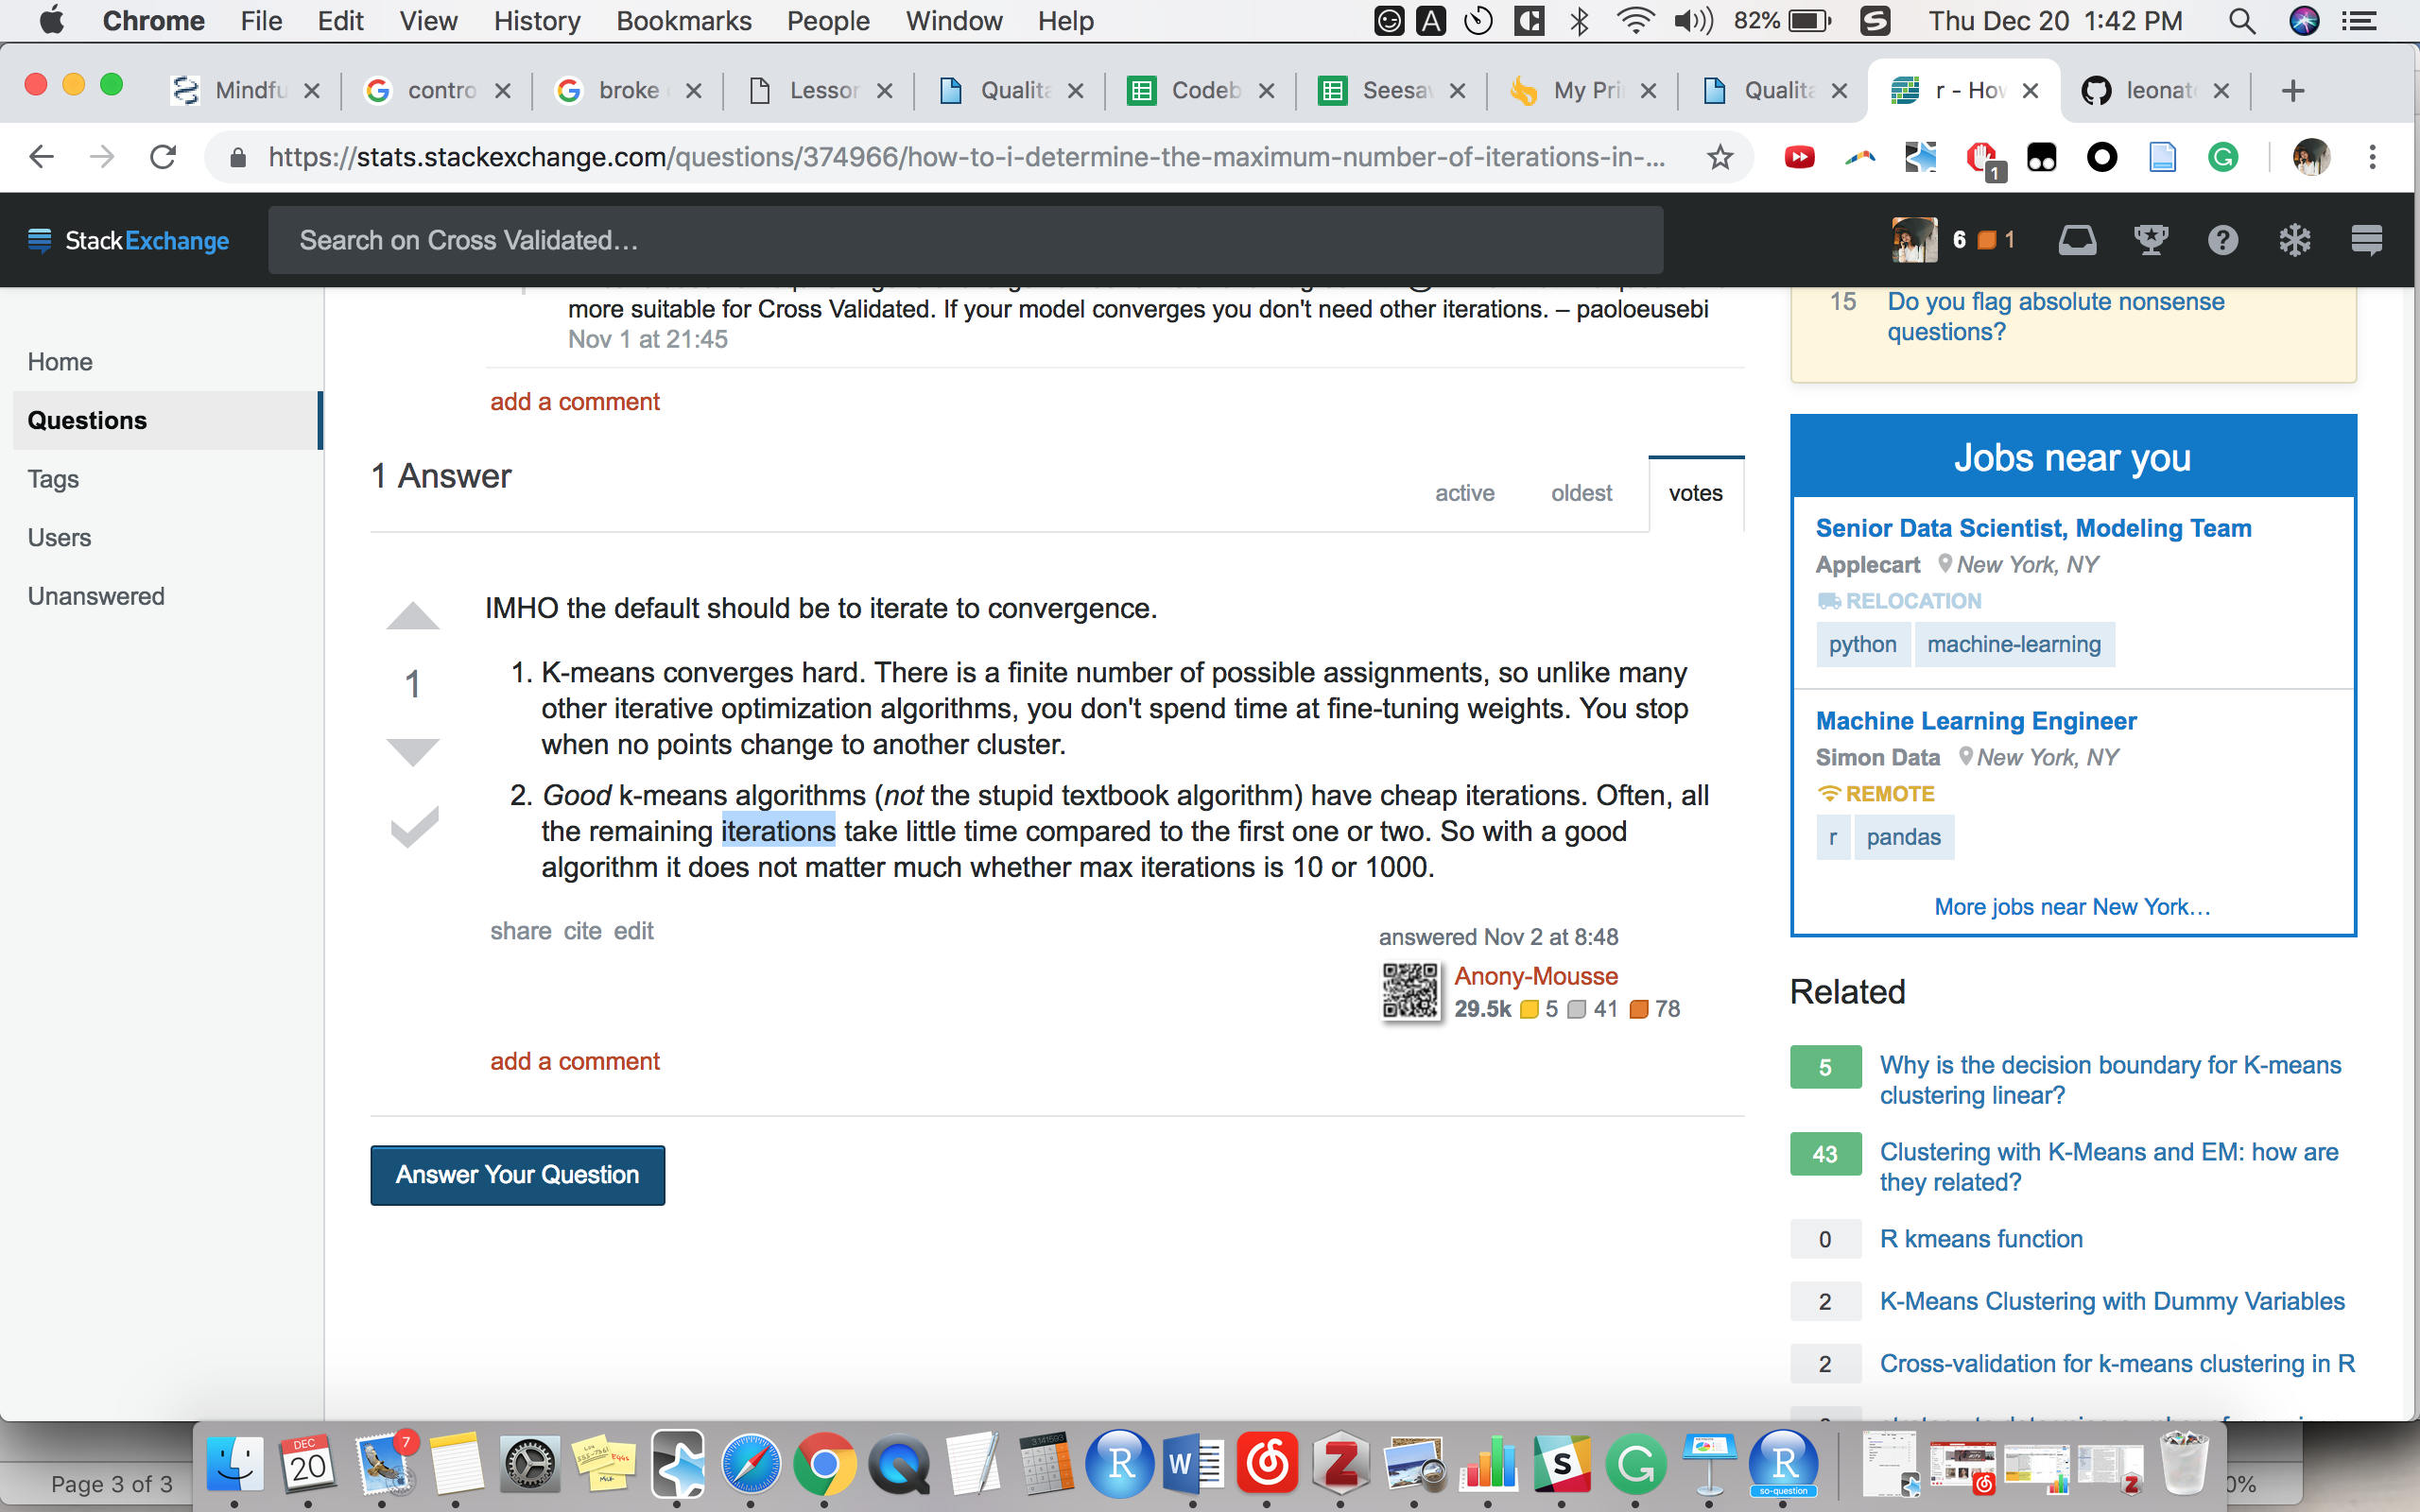 Chrome File Edit View History Bookmarks People Window Help 82% Thu Dec 20 1:42 PM
Mindfu contro broke Lesson Qualita Codeb Seesaw My Pri Qualita r - How leonat
https://stats.stackexchange.com/questions/374966/how-to-i-determine-the-maximum-number-of-iterations-in-...
1
StackExchange Search on Cross Validated… 6 1
more suitable for Cross Validated. If your model converges you don't need other iterations. – paoloeusebi
Nov 1 at 21:45
add a comment
Home
Questions
Tags
Users
Unanswered
1 Answer
active oldest votes
1
IMHO the default should be to iterate to convergence.
1. K-means converges hard. There is a finite number of possible assignments, so unlike many
other iterative optimization algorithms, you don't spend time at fine-tuning weights. You stop
when no points change to another cluster.
2. Good k-means algorithms (not the stupid textbook algorithm) have cheap iterations. Often, all
the remaining iterations take little time compared to the first one or two. So with a good
algorithm it does not matter much whether max iterations is 10 or 1000.
share cite edit
answered Nov 2 at 8:48
Anony-Mousse
29.5k 5 41 78
add a comment
Answer Your Question
15 Do you flag absolute nonsense
questions?
Jobs near you
Senior Data Scientist, Modeling Team
Applecart New York, NY
RELOCATION
python machine-learning
Machine Learning Engineer
Simon Data New York, NY
REMOTE
r pandas
More jobs near New York…
Related
5 Why is the decision boundary for K-means
clustering linear?
43 Clustering with K-Means and EM: how are
they related?
0 R kmeans function
2 K-Means Clustering with Dummy Variables
2 Cross-validation for k-means clustering in R
Page 3 of 3
DEC
20
7
so-question
0%